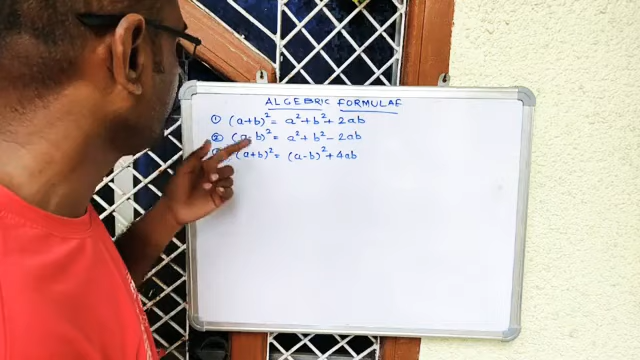 ALGEBRIC FORMULAE
① (a+b)² = a² + b² + 2ab
② (a-b)² = a² + b² - 2ab
(a+b)² = (a-b)² + 4ab